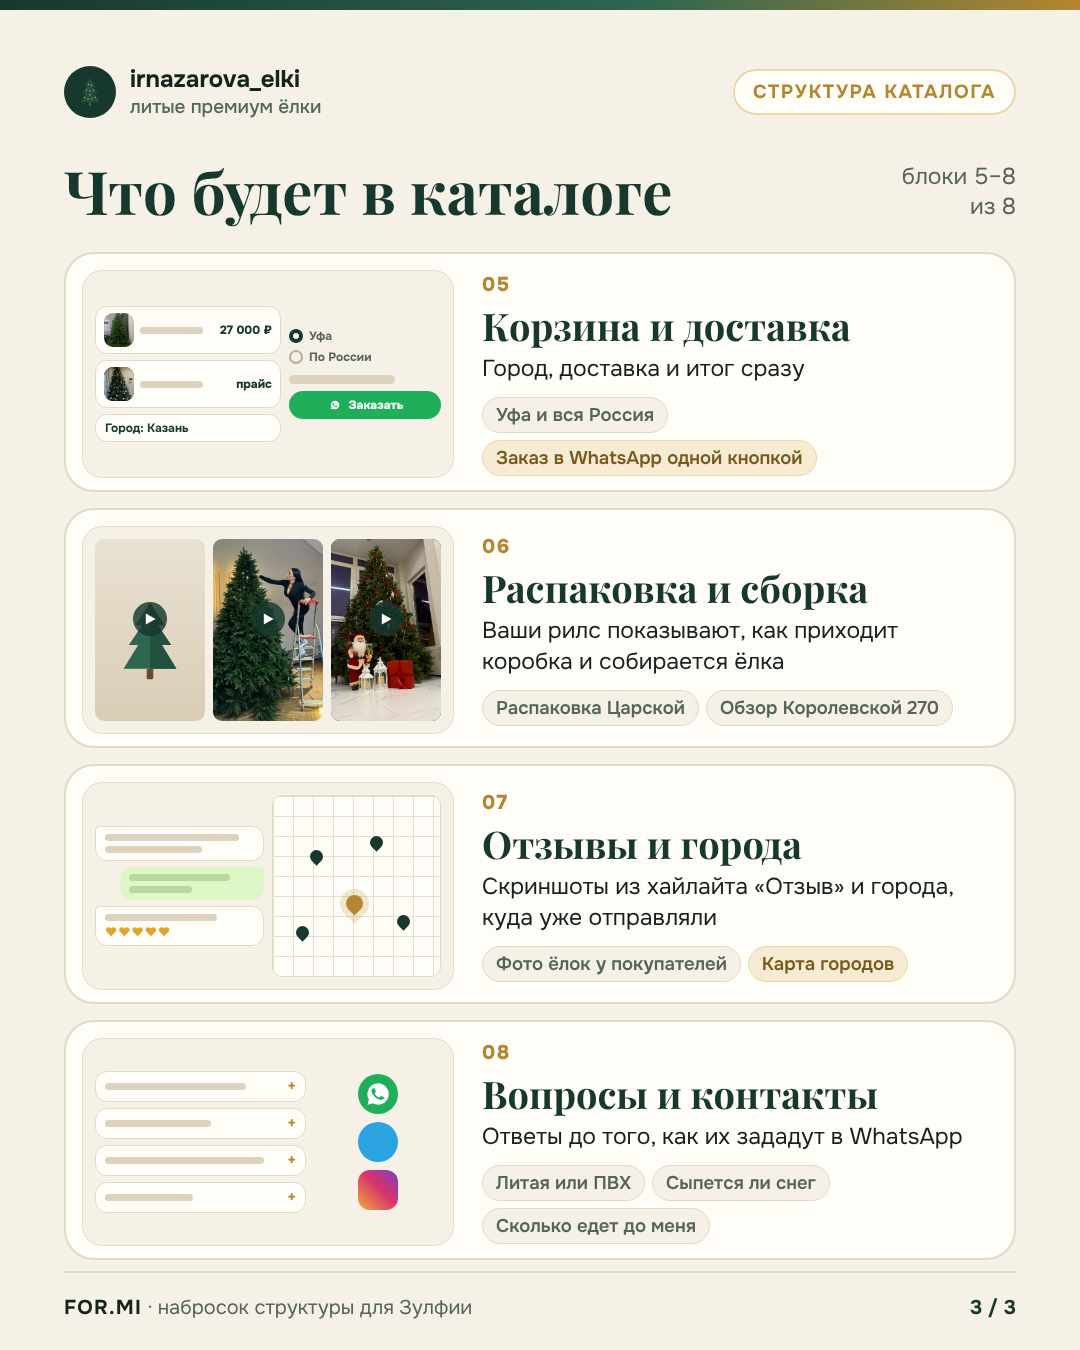 irnazarova_elki
литые премиум ёлки
СТРУКТУРА КАТАЛОГА
Что будет в каталоге
блоки 5–8
из 8
27 000 ₽
прайс
Город: Казань
Уфа
По России
Заказать
05
Корзина и доставка
Город, доставка и итог сразу
Уфа и вся Россия
Заказ в WhatsApp одной кнопкой
06
Распаковка и сборка
Ваши рилс показывают, как приходит
коробка и собирается ёлка
Распаковка Царской
Обзор Королевской 270
07
Отзывы и города
Скриншоты из хайлайта «Отзыв» и города,
куда уже отправляли
Фото ёлок у покупателей
Карта городов
+
+
+
+
08
Вопросы и контакты
Ответы до того, как их зададут в WhatsApp
Литая или ПВХ
Сыпется ли снег
Сколько едет до меня
FOR.MI · набросок структуры для Зулфии
3 / 3